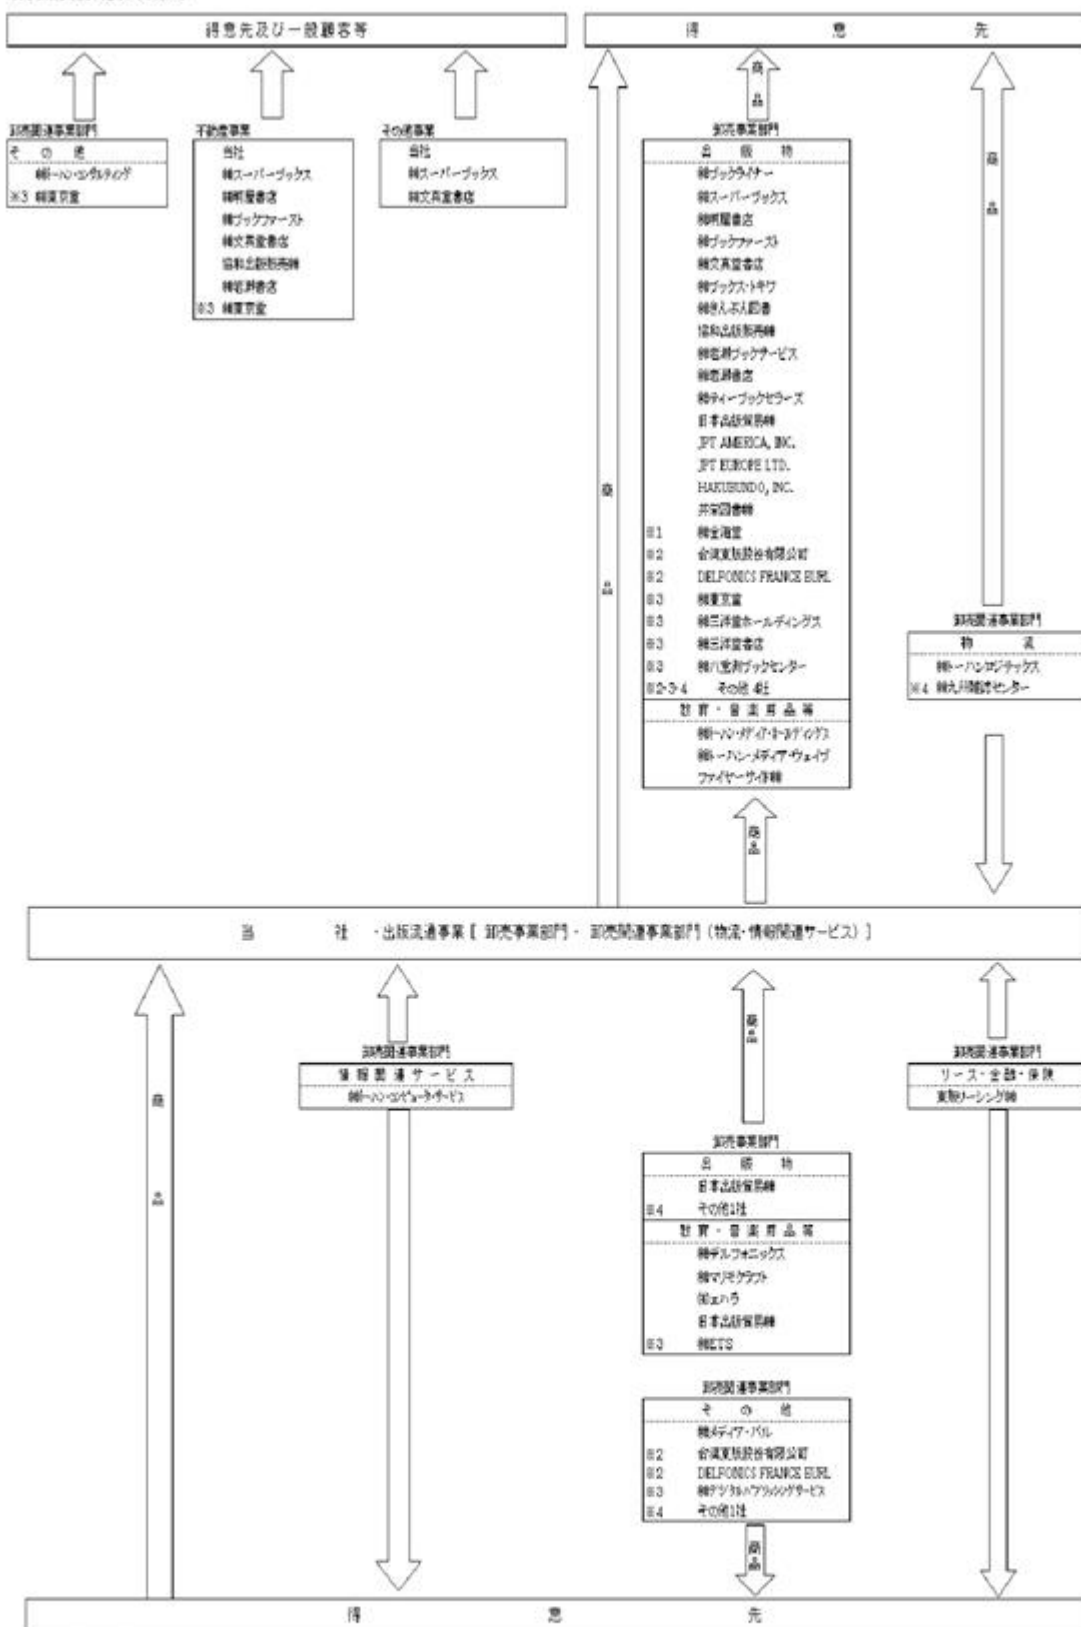 得意先及び一般顧客等
得 意 先
商品
卸売関連事業部門
そ の 他
㈱トーハン・コンサルティング
※3 ㈱東京堂
不動産事業
当社
㈱スーパーブックス
㈱明屋書店
㈱ブックファースト
㈱文真堂書店
協和出版販売㈱
㈱岩瀬書店
※3 ㈱東京堂
その他事業
当社
㈱スーパーブックス
㈱文真堂書店
卸売事業部門
出 版 物
㈱ブックライナー
㈱スーパーブックス
㈱明屋書店
㈱ブックファースト
㈱文真堂書店
㈱ブックス・トキワ
㈱きんぶん図書
協和出版販売㈱
㈱岩瀬ブックサービス
㈱岩瀬書店
㈱ティーブックセラーズ
日本出版貿易㈱
JPT AMERICA, INC.
JPT EUROPE LTD.
HAKUBUNDO, INC.
共栄図書㈱
※1 ㈱金海堂
※2 台湾東販股份有限公司
※2 DELFONICS FRANCE EURL
※3 ㈱東京堂
※3 ㈱三洋堂ホールディングス
※3 ㈱三洋堂書店
※3 ㈱八重洲ブックセンター
※2・3・4 その他 4社
教育・音楽用品等
㈱トーハン・メディア・ホールディングス
㈱トーハン・メディア・ウェイヴ
ファイヤーサイド㈱
商品
商品
商品
卸売関連事業部門
物 流
㈱トーハンロジテックス
※4 ㈱九州雑誌センター
当 社 ・出版流通事業 [ 卸売事業部門・ 卸売関連事業部門 (物流・情報関連サービス) ]
商品
卸売関連事業部門
情報関連サービス
㈱トーハン・コンピュータ・サービス
商品
卸売事業部門
出 版 物
日本出版貿易㈱
※4 その他1社
教育・音楽用品等
㈱デルフォニックス
㈱マリモクラフト
㈲エハラ
日本出版貿易㈱
※3 ㈱ETS
卸売関連事業部門
そ の 他
㈱メディア・パル
※2 台湾東販股份有限公司
※2 DELFONICS FRANCE EURL
※3 ㈱デジタルパブリッシングサービス
※4 その他1社
商品
卸売関連事業部門
リース・金融・保険
東販リーシング㈱
得 意 先